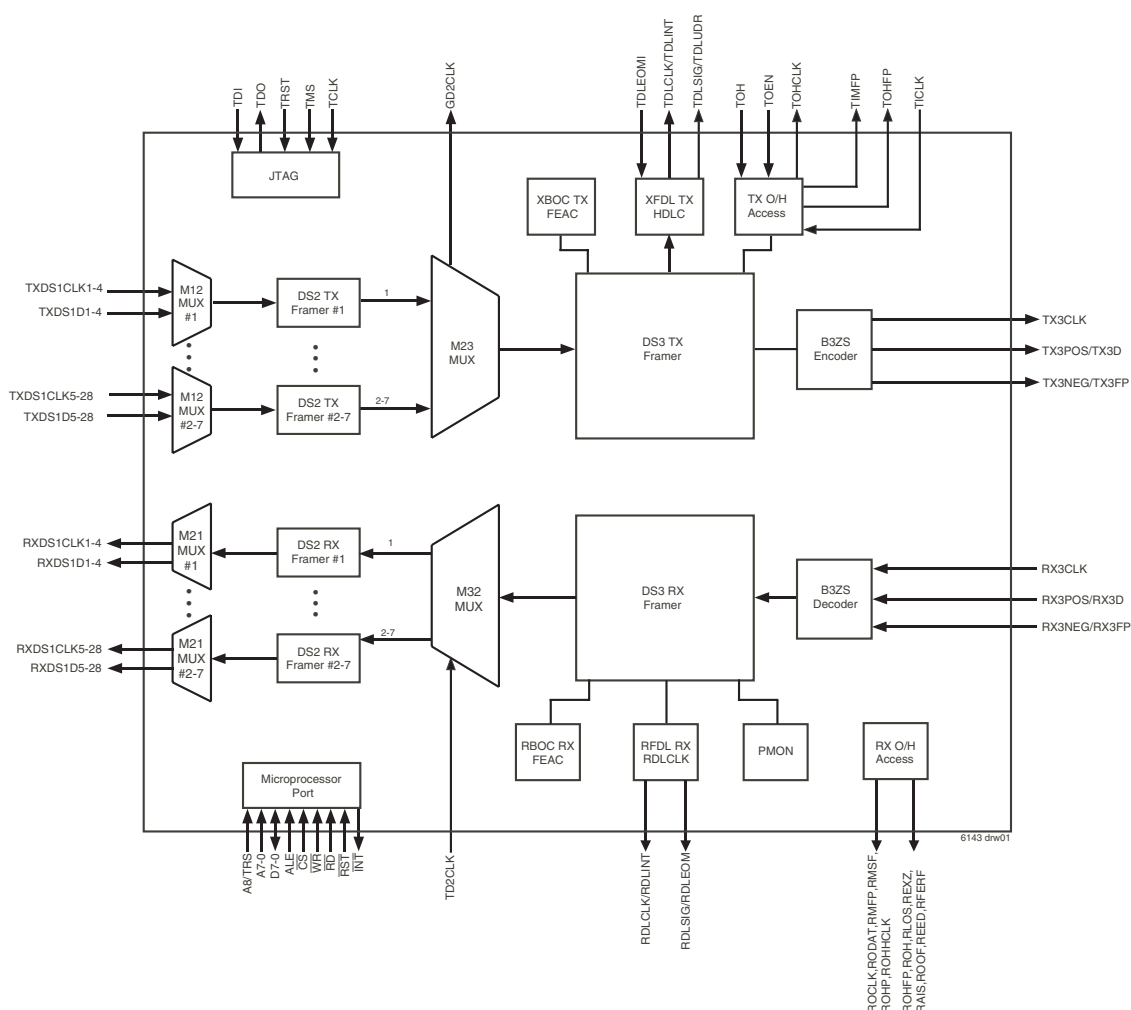 TDI
TDO
TRST
TMS
TCLK
GD2CLK
TDLEOMI
TDLCLK/TDLINT
TDLSIG/TDLUDR
TOH
TOEN
TOHCLK
TIMFP
TOHFP
TICLK
JTAG
XBOC TX
FEAC
XFDL TX
HDLC
TX O/H
Access
TXDS1CLK1-4
TXDS1D1-4
M12
MUX
#1
DS2 TX
Framer #1
1
M23
MUX
DS3 TX
Framer
B3ZS
Encoder
TX3CLK
TX3POS/TX3D
TX3NEG/TX3FP
TXDS1CLK5-28
TXDS1D5-28
M12
MUX
#2-7
DS2 TX
Framer #2-7
2-7
RXDS1CLK1-4
RXDS1D1-4
M21
MUX
#1
DS2 RX
Framer #1
1
M32
MUX
DS3 RX
Framer
B3ZS
Decoder
RX3CLK
RX3POS/RX3D
RX3NEG/RX3FP
RXDS1CLK5-28
RXDS1D5-28
M21
MUX
#2-7
DS2 RX
Framer #2-7
2-7
RBOC RX
FEAC
RFDL RX
RDLCLK
PMON
RX O/H
Access
Microprocessor
Port
6143 drw01
A8/TRS
A7-0
D7-0
ALE
CS
WR
RD
RST
INT
TD2CLK
RDLCLK/RDLINT
RDLSIG/RDLEOM
ROCLK,RODAT,RMFP,RMSF,
ROHP,ROHHCLK
ROHFP,ROH,RLOS,REXZ,
RAIS,ROOF,REED,RFERF